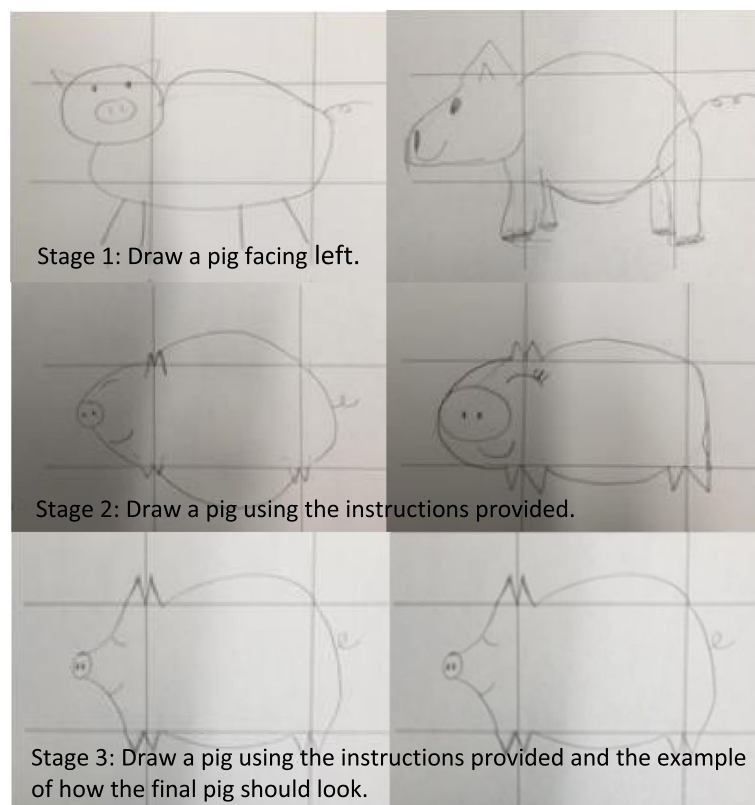 Stage 1: Draw a pig facing left.
Stage 2: Draw a pig using the instructions provided.
Stage 3: Draw a pig using the instructions provided and the example
of how the final pig should look.